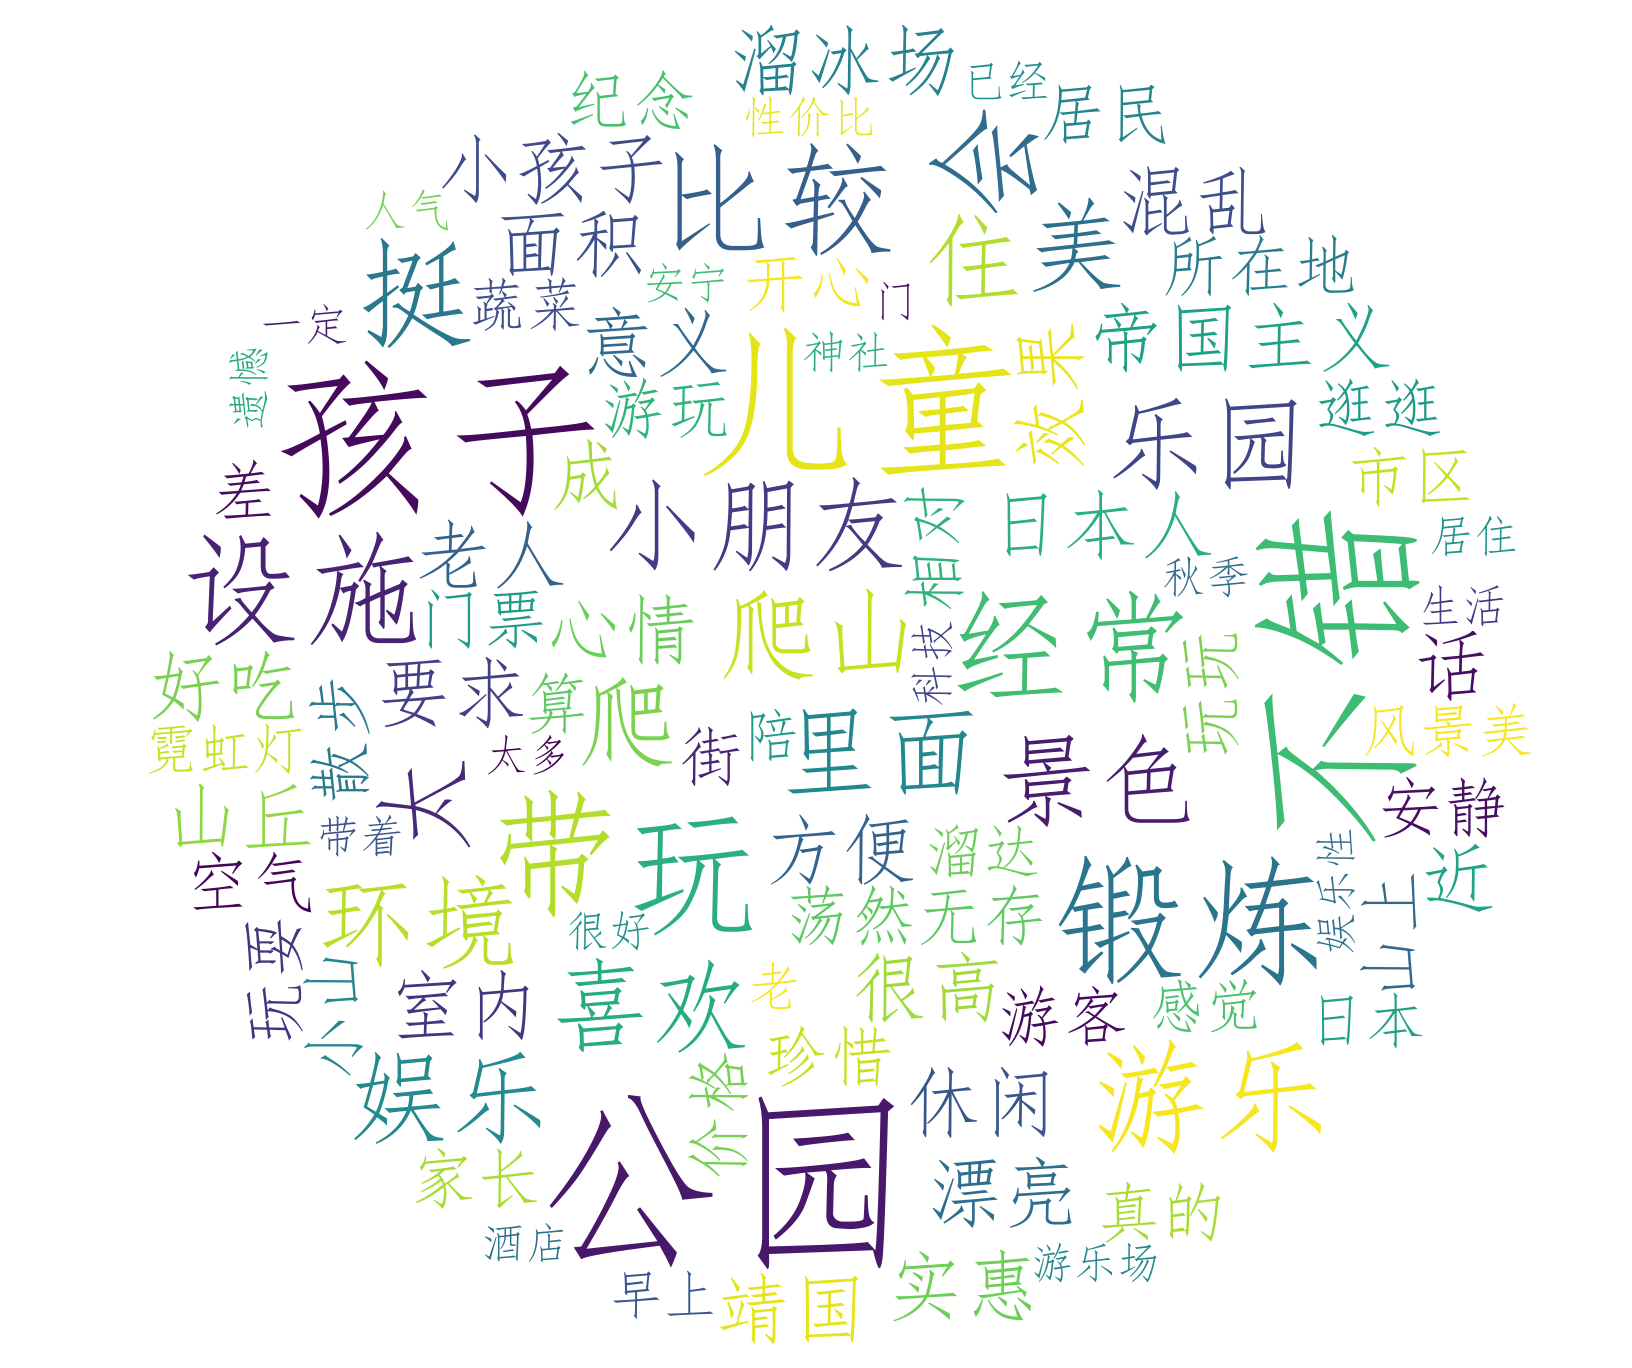 溜冰场
已经
纪念
性价比
居民
小孩子
比较
会
混乱
人气
面积
住
美
所在地
挺
蔬菜
安宁
开心
门
一定
意义
儿童
神社
效果
帝国主义
遗憾
孩子
游玩
乐园
逛逛
差
成
小朋友
相对
日本人
市区
不错
居住
设施
老人
秋季
生活
门票
心情
爬山
经常
科技
玩玩
话
好吃
散步
要求
算
爬
陪
里面
街
景色
风景美
霓虹灯
太
太多
安静
山丘
带着
带
玩
方便
溜达
娱乐性
近
空气
环境
很好
荡然无存
锻炼
山上
玩耍
小山
室内
喜欢
老
很高
游客
感觉
日本
娱乐
价格
珍惜
休闲
游乐
家长
公园
漂亮
真的
酒店
早上
靖国
实惠
游乐场